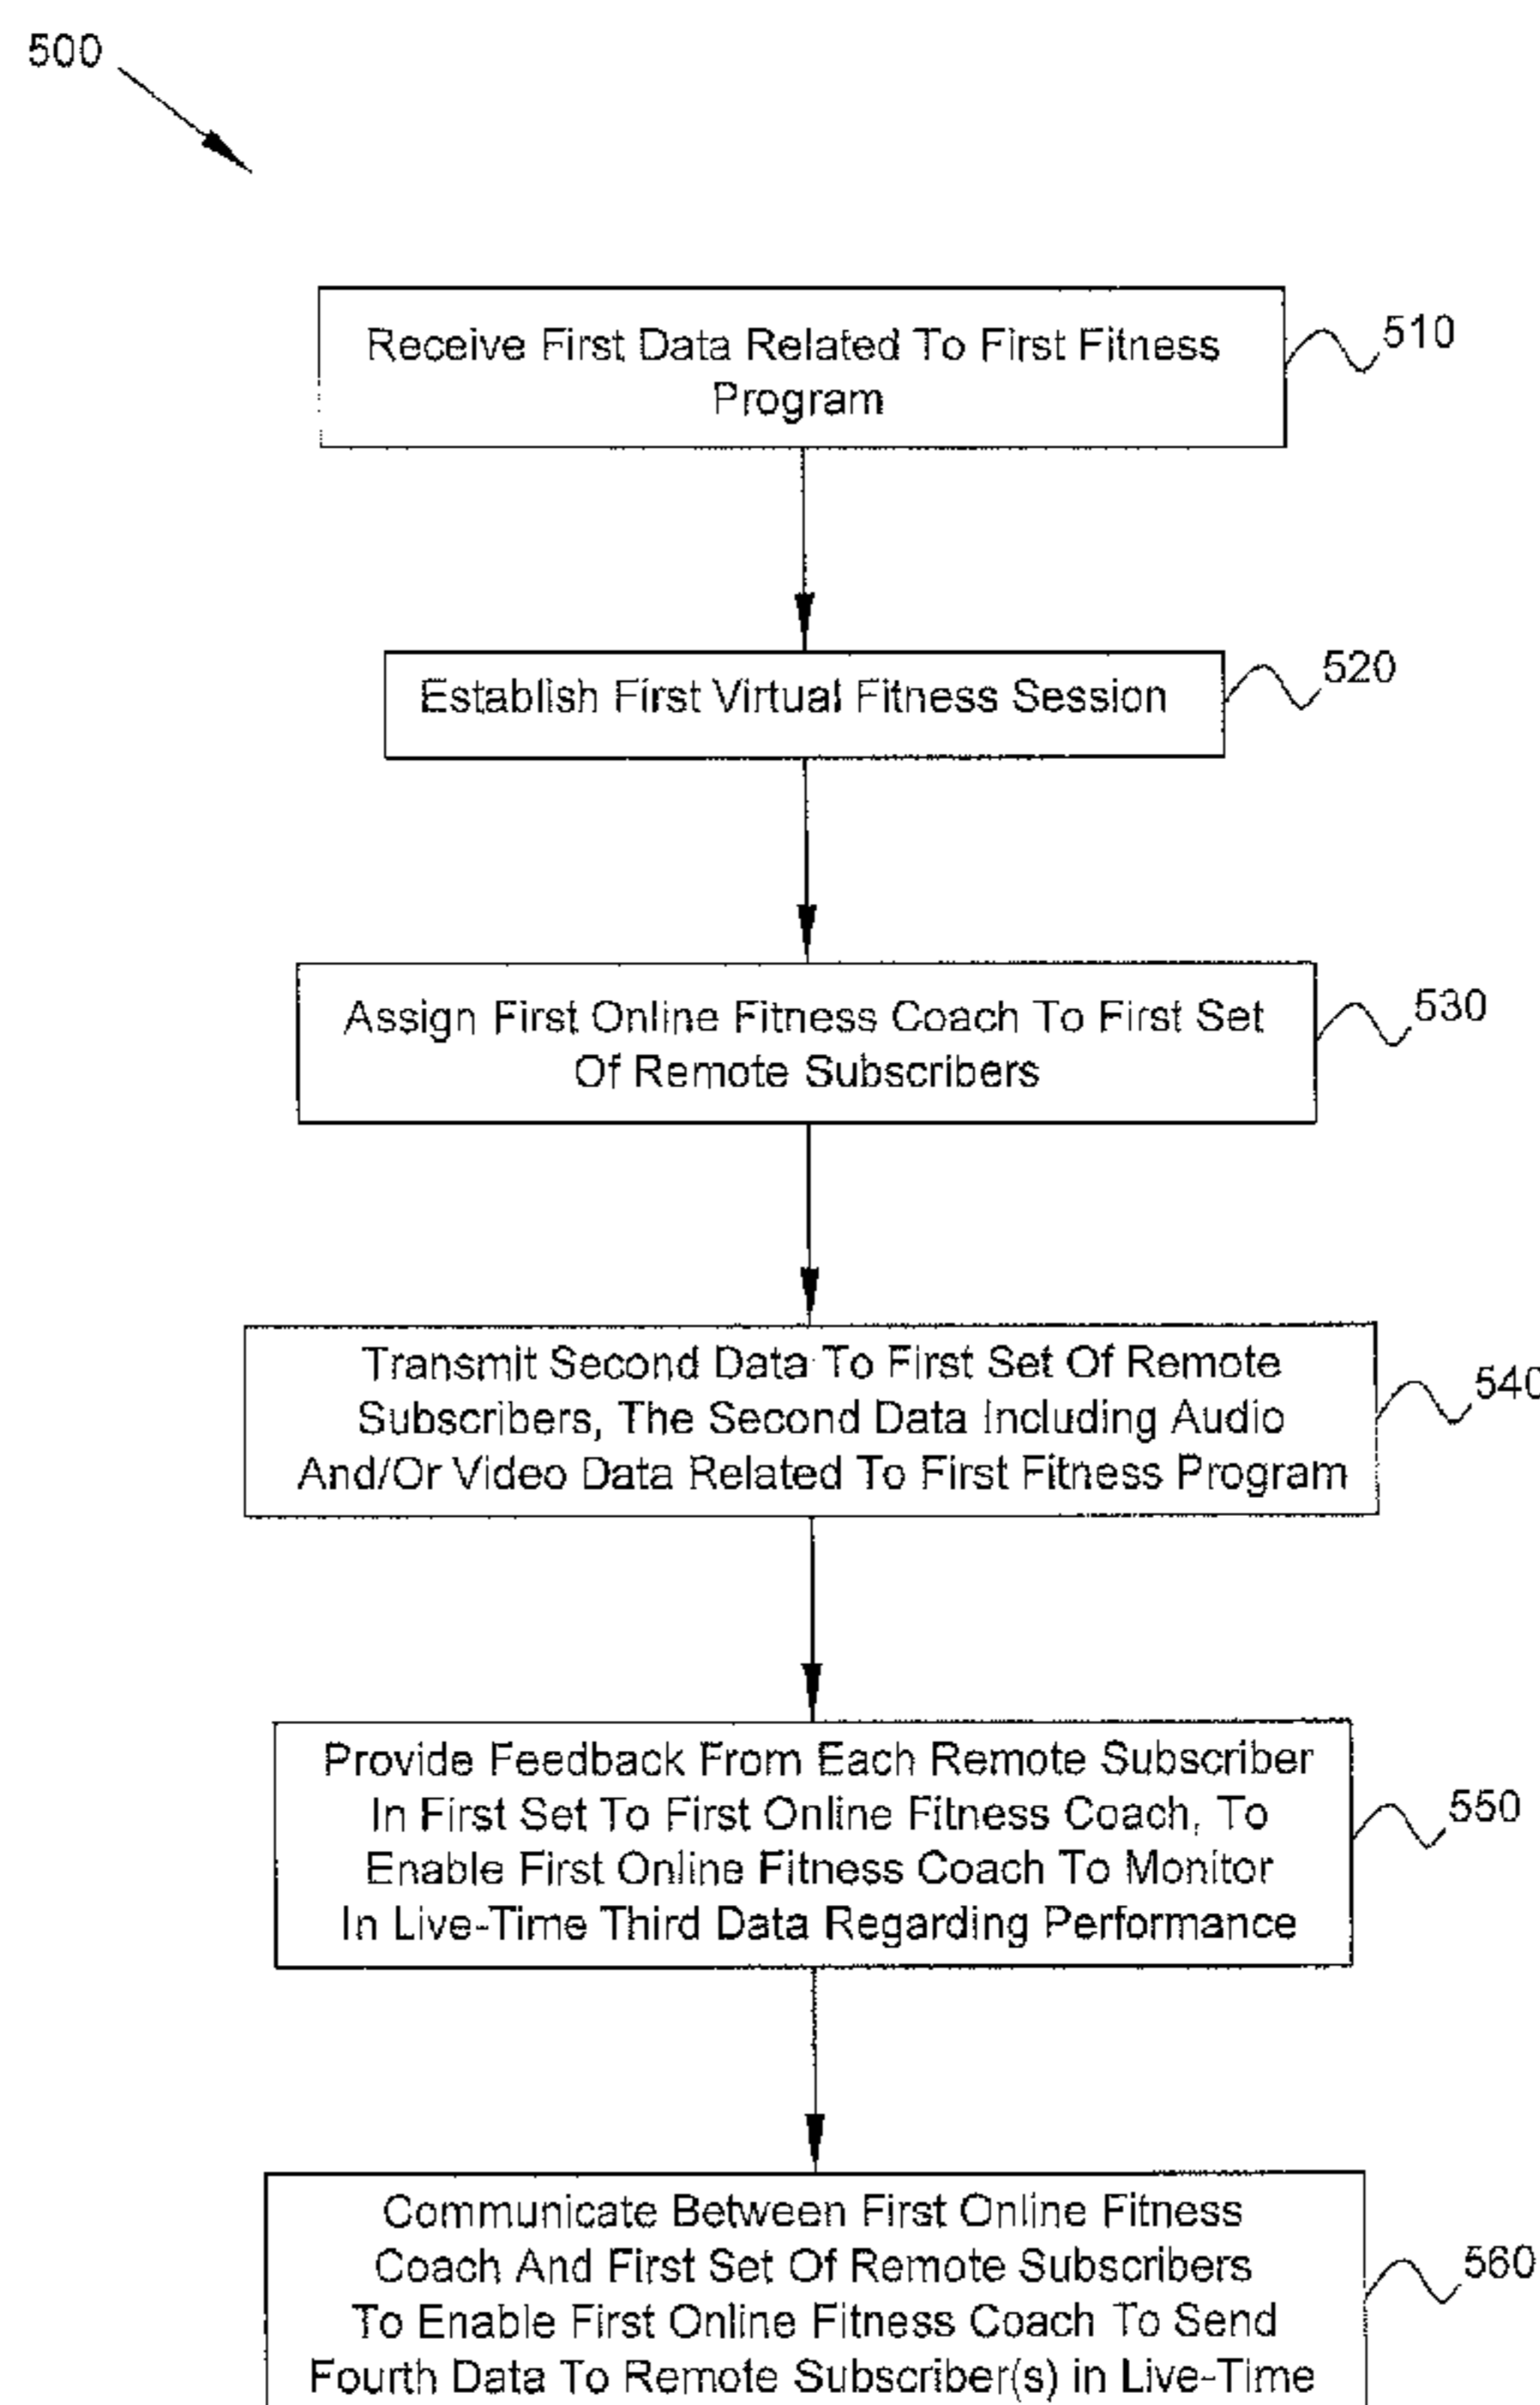 500
Receive First Data Related To First Fitness
Program
510
Establish First Virtual Fitness Session
520
Assign First Online Fitness Coach To First Set
Of Remote Subscribers
530
Transmit Second Data To First Set Of Remote
Subscribers, The Second Data Including Audio
And/Or Video Data Related To First Fitness Program
540
Provide Feedback From Each Remote Subscriber
In First Set To First Online Fitness Coach, To
Enable First Online Fitness Coach To Monitor
In Live-Time Third Data Regarding Performance
550
Communicate Between First Online Fitness
Coach And First Set Of Remote Subscribers
To Enable First Online Fitness Coach To Send
Fourth Data To Remote Subscriber(s) in Live-Time
560